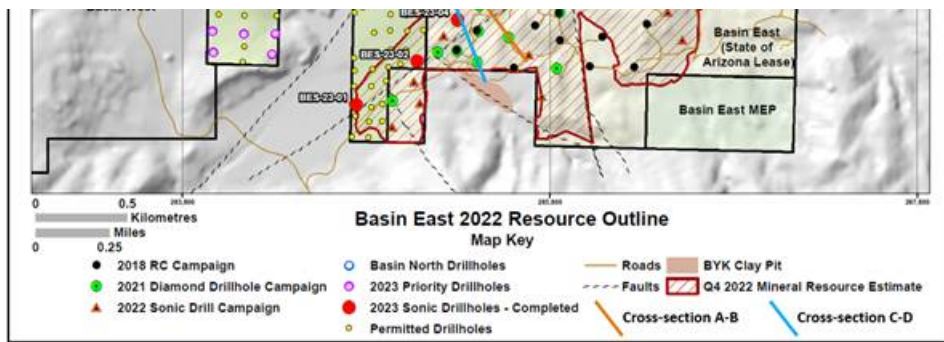 BES-23-04
Basin East
(State of
Arizona Lease)
BES-23-02
BES-23-01
Basin East MEP
0 0.5
Kilometres
Miles
0 0.25
Basin East 2022 Resource Outline
Map Key
2018 RC Campaign
Basin North Drillholes
Roads
BYK Clay Pit
2021 Diamond Drillhole Campaign
2023 Priority Drillholes
Faults
Q4 2022 Mineral Resource Estimate
2022 Sonic Drill Campaign
2023 Sonic Drillholes - Completed
Cross-section A-B
Cross-section C-D
Permitted Drillholes